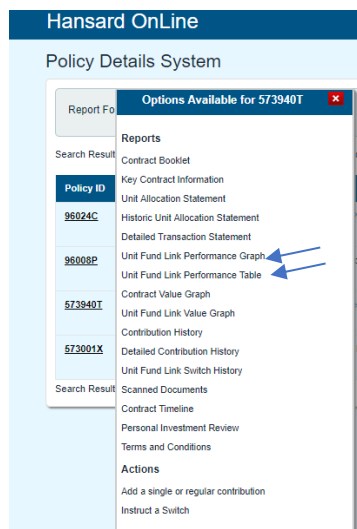 Hansard OnLine
Policy Details System
Report Fo
Options Available for 573940T
x
Search Result
Policy ID
96024C
96008P
573940T
573001X
Search Result
Reports
Contract Booklet
Key Contract Information
Unit Allocation Statement
Historic Unit Allocation Statement
Detailed Transaction Statement
Unit Fund Link Performance Graph
Unit Fund Link Performance Table
Contract Value Graph
Unit Fund Link Value Graph
Contribution History
Detailed Contribution History
Unit Fund Link Switch History
Scanned Documents
Contract Timeline
Personal Investment Review
Terms and Conditions
Actions
Add a single or regular contribution
Instruct a Switch